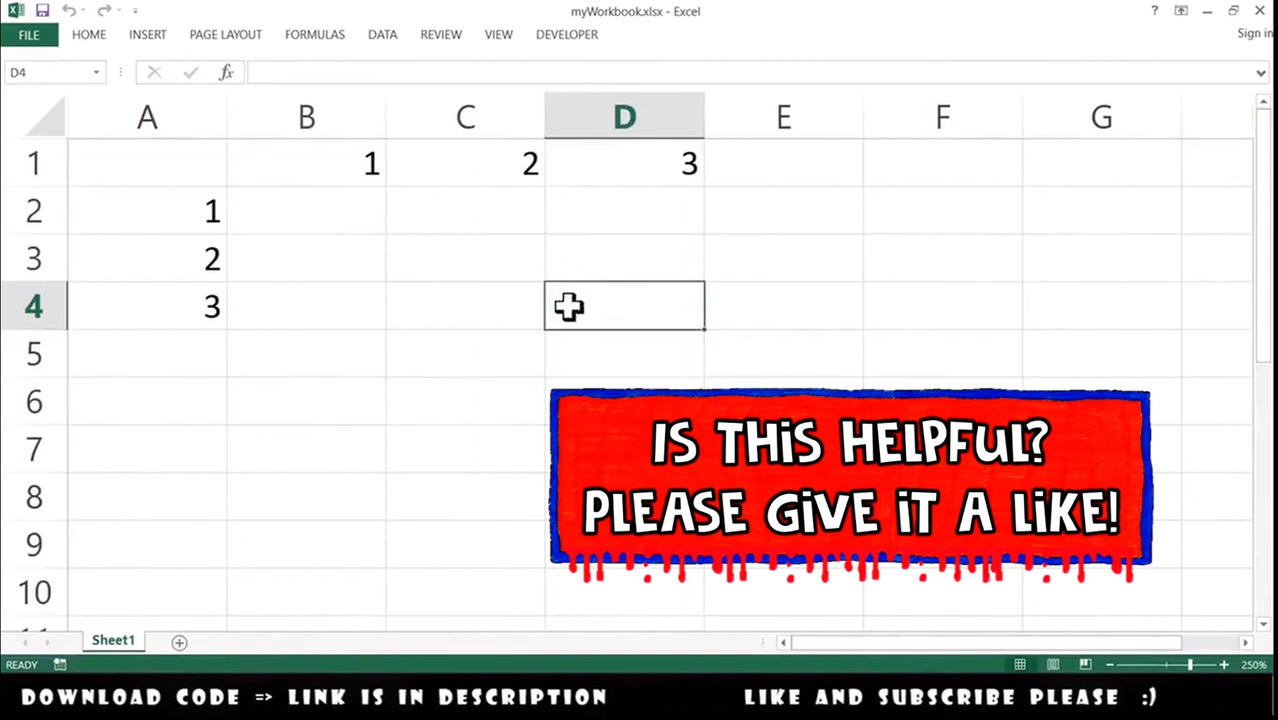 myWorkbook.xlsx - Excel
?
FILE HOME INSERT PAGE LAYOUT FORMULAS DATA REVIEW VIEW DEVELOPER Sign in
D4 fx
A B C D E F G
1 1 2 3
2 1
3 2
4 3
5
6
7
8
9
10
IS THIS HELPFUL?
PLEASE GIVE IT A LIKE!
Sheet1
READY 250%
DOWNLOAD CODE => LINK IS IN DESCRIPTION LIKE AND SUBSCRIBE PLEASE :)